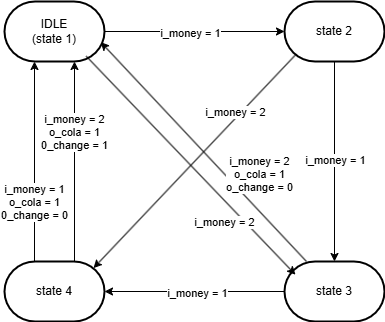 IDLE
(state 1)
i_money = 1
state 2
i_money = 2
i_money = 2
o_cola = 1
0_change = 1
i_money = 2
o_cola = 1
o_change = 0
i_money = 1
i_money = 1
o_cola = 1
0_change = 0
i_money = 2
state 4
i_money = 1
state 3